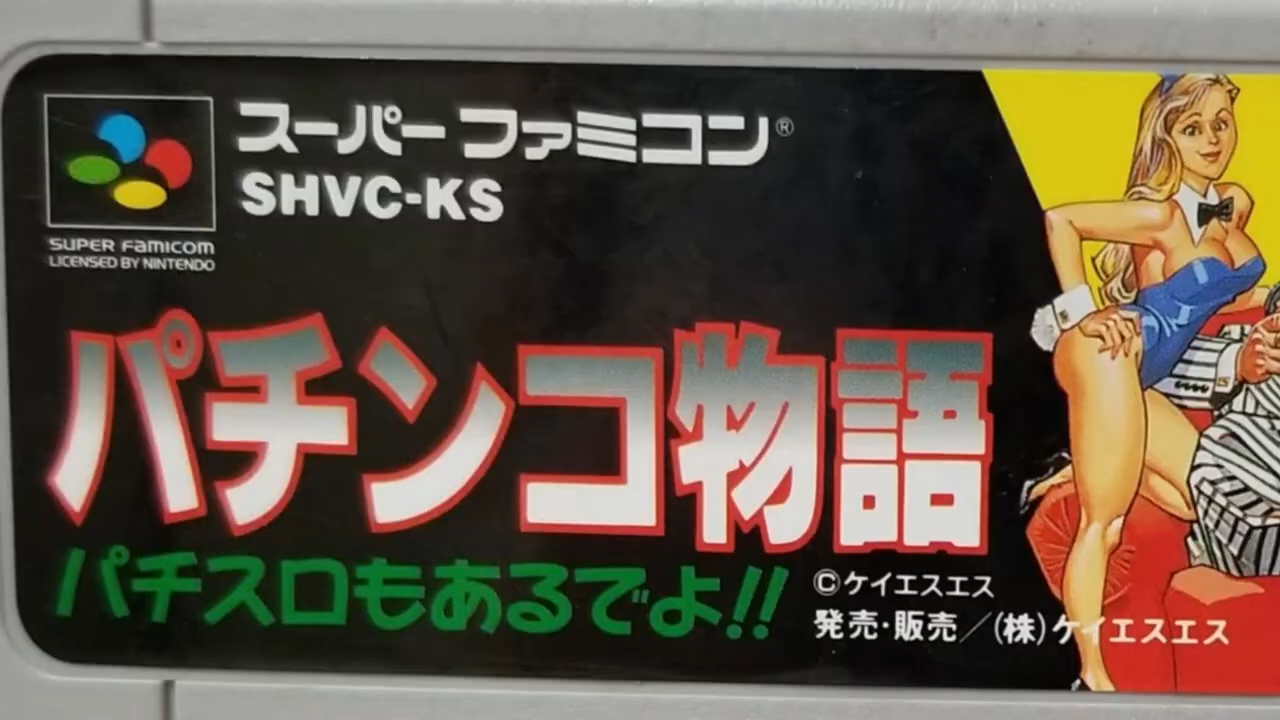 スーパーファミコン®
SHVC-KS
SUPER FAMICOM
LICENSED BY NINTENDO
パチンコ物語
パチスロもあるでよ!!
©ケイエスエス
発売・販売/(株)ケイエスエス